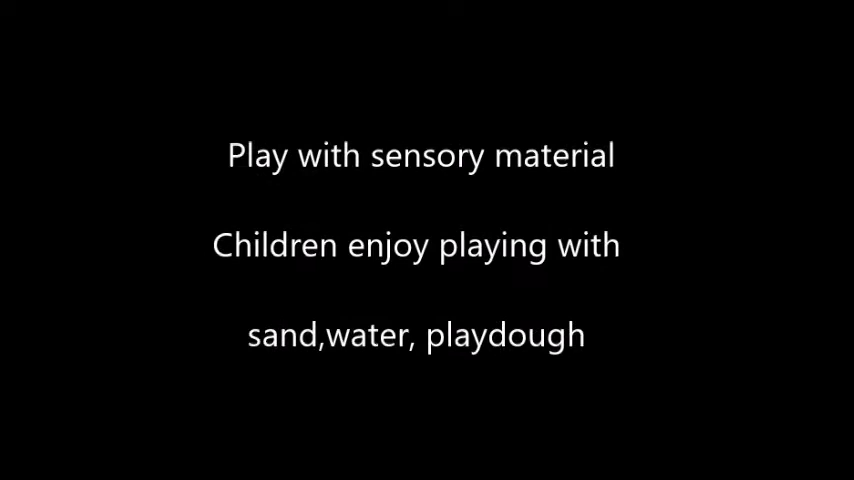 Play with sensory material
Children enjoy playing with
sand,water, playdough